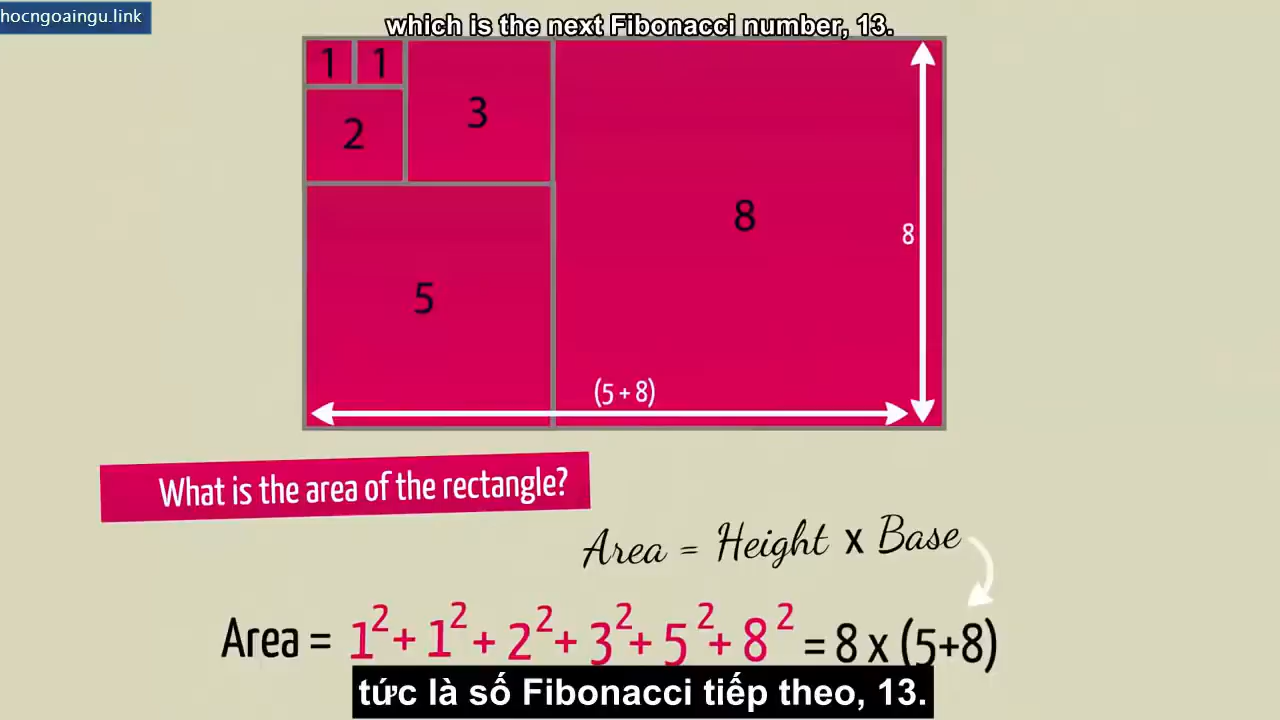 hocngoaingu.link
which is the next Fibonacci number, 13.
1 1
2
3
5
8
8
(5 + 8)
What is the area of the rectangle?
Area = Height x Base
Area = 1² + 1² + 2² + 3² + 5² + 8² = 8 x (5+8)
tức là số Fibonacci tiếp theo, 13.